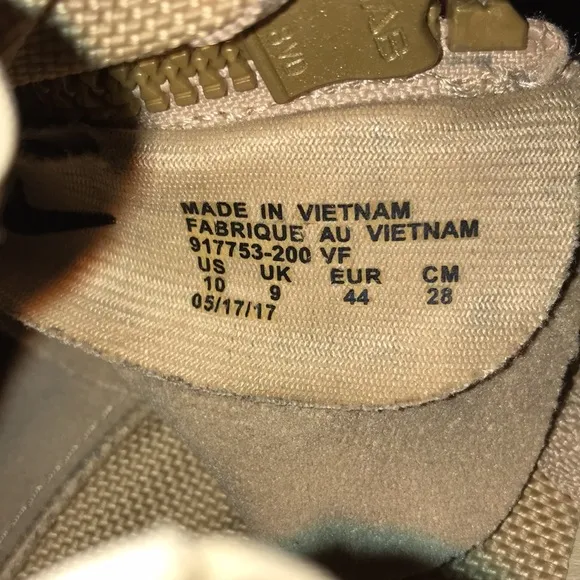 MADE IN VIETNAM
FABRIQUE AU VIETNAM
917753-200 VF
US UK EUR CM
10 9 44 28
05/17/17